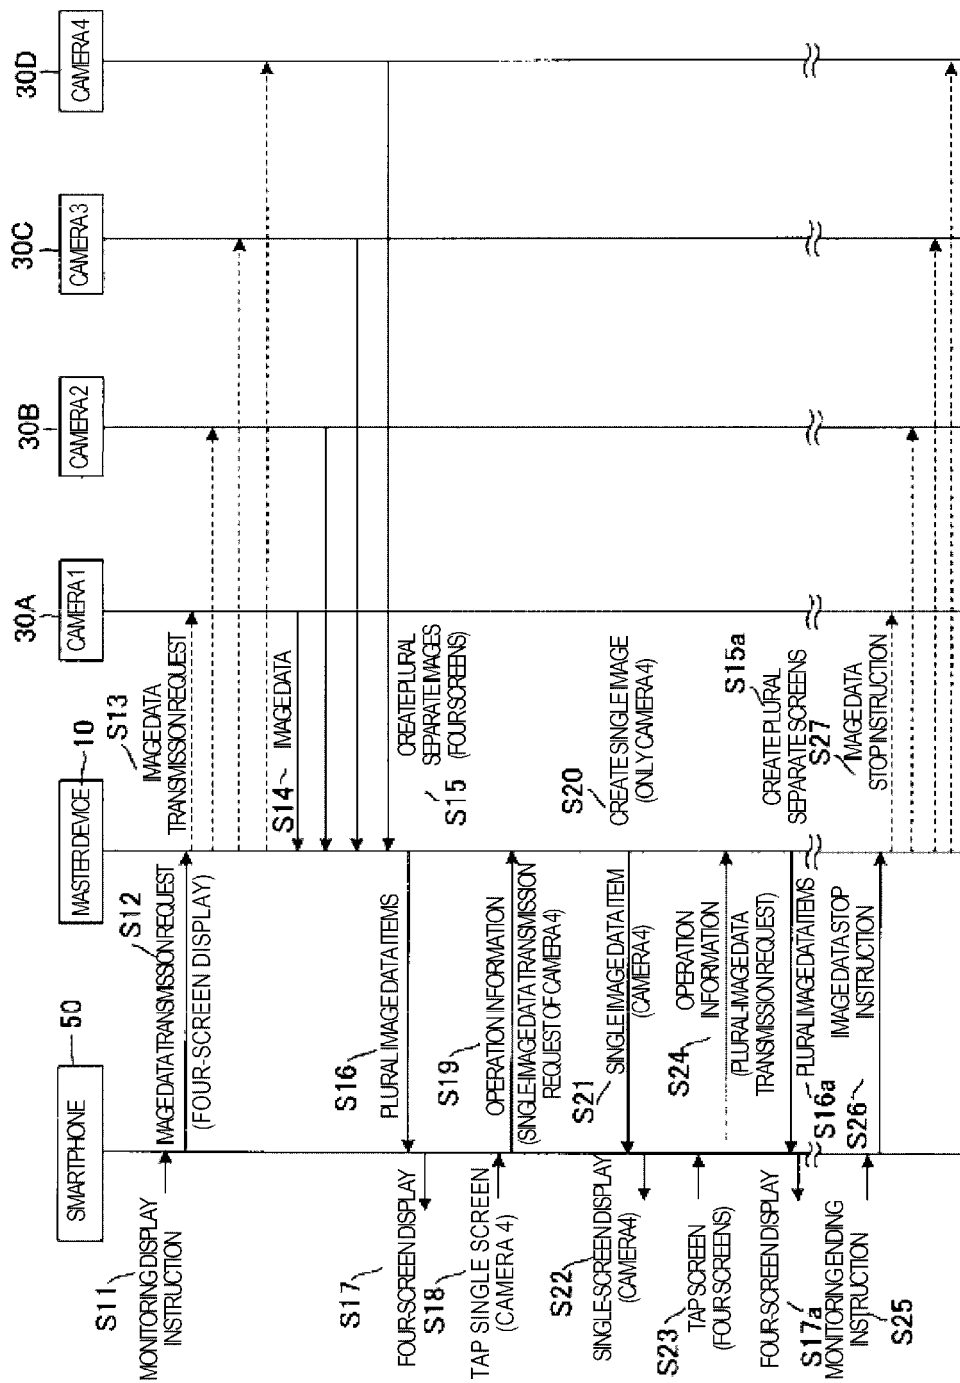 SMARTPHONE
50
MASTER DEVICE
10
CAMERA 1
30A
CAMERA 2
30B
CAMERA 3
30C
CAMERA 4
30D
S11
MONITORING DISPLAY
INSTRUCTION
S12
MAGE DATA TRANSMISSION REQUEST
(FOUR-SCREEN DISPLAY)
S13
IMAGE DATA
TRANSMISSION REQUEST
S14
IMAGE DATA
CREATE PLURAL
SEPARATE IMAGES
(FOUR SCREENS)
S15
S16
PLURAL IMAGE DATA ITEMS
S17
FOUR-SCREEN DISPLAY
S18
TAP SINGLE SCREEN
(CAMERA 4)
S19
OPERATION INFORMATION
(SINGLE-IMAGE DATA TRANSMISSION
REQUEST OF CAMERA 4)
S20
CREATE SINGLE IMAGE
(ONLY CAMERA 4)
S21
SINGLE IMAGE DATA ITEM
(CAMERA 4)
S22
SINGLE-SCREEN DISPLAY
(CAMERA4)
S23
TAP SCREEN
(FOUR SCREENS)
S24
OPERATION
INFORMATION
(PLURAL-IMAGE DATA
TRANSMISSION REQUEST)
S15a
CREATE PLURAL
SEPARATE SCREENS
PLURAL IMAGE DATA ITEMS
S16a
FOUR-SCREEN DISPLAY
S17a
MONITORING ENDING
INSTRUCTION
S25
IMAGE DATA STOP
INSTRUCTION
S26
S27
IMAGE DATA
STOP INSTRUCTION